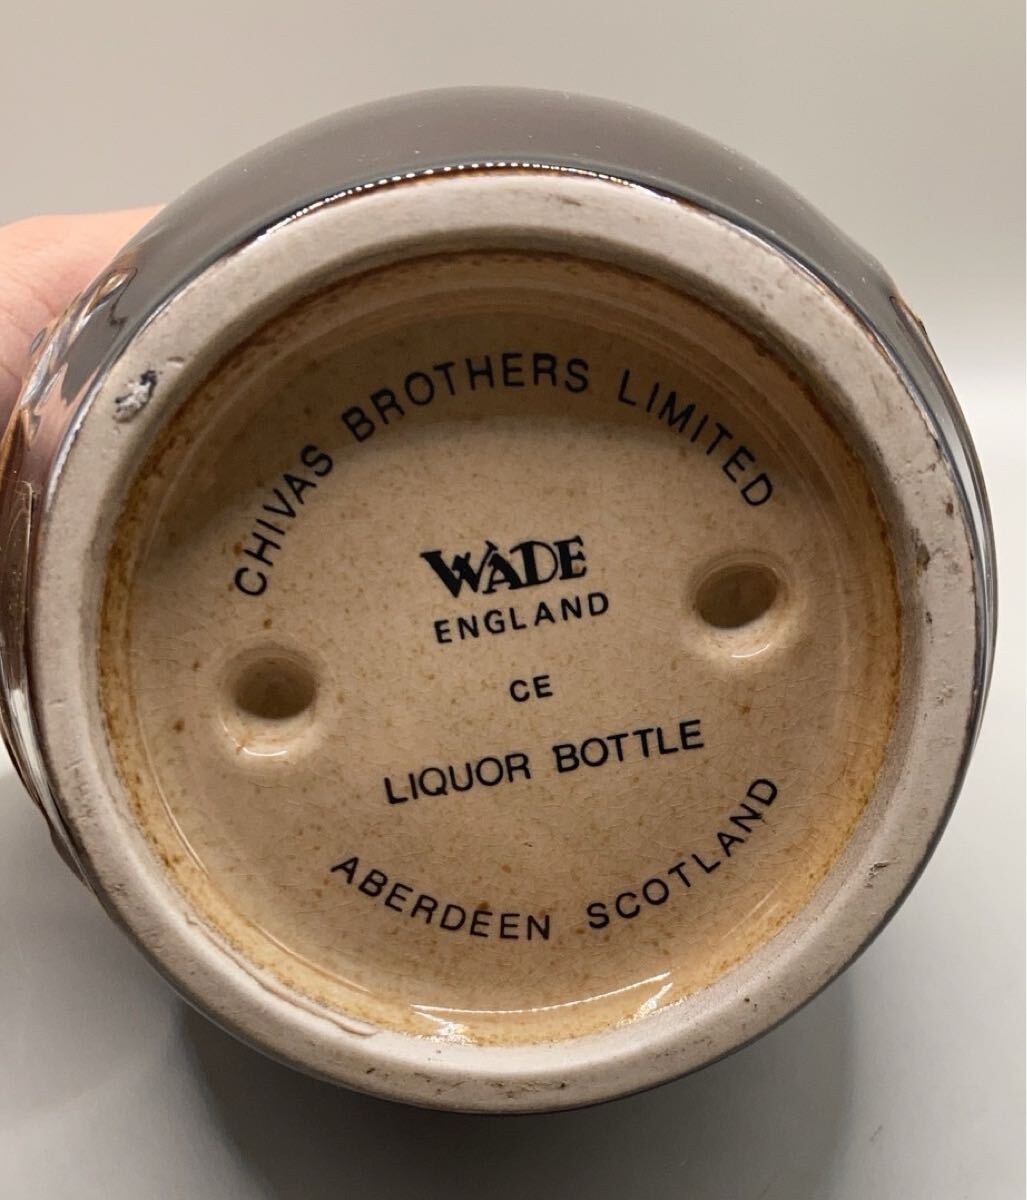 CHIVAS BROTHERS LIMITED
WADE
ENGLAND
CE
LIQUOR BOTTLE
ABERDEEN SCOTLAND